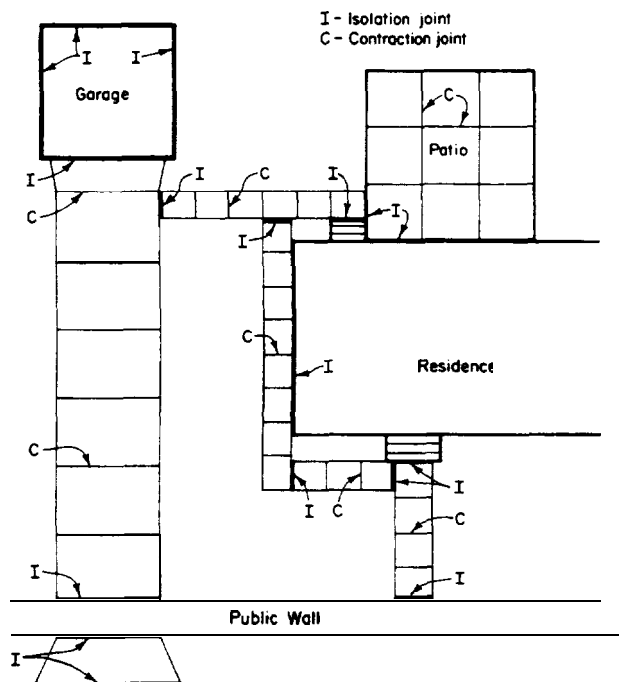 I - Isolation joint
C - Contraction joint
I
I
Garage
C
Patio
I
I
C
I
C
I
I
C
I
Residence
C
I
I
C
C
I
I
Public Wall
I